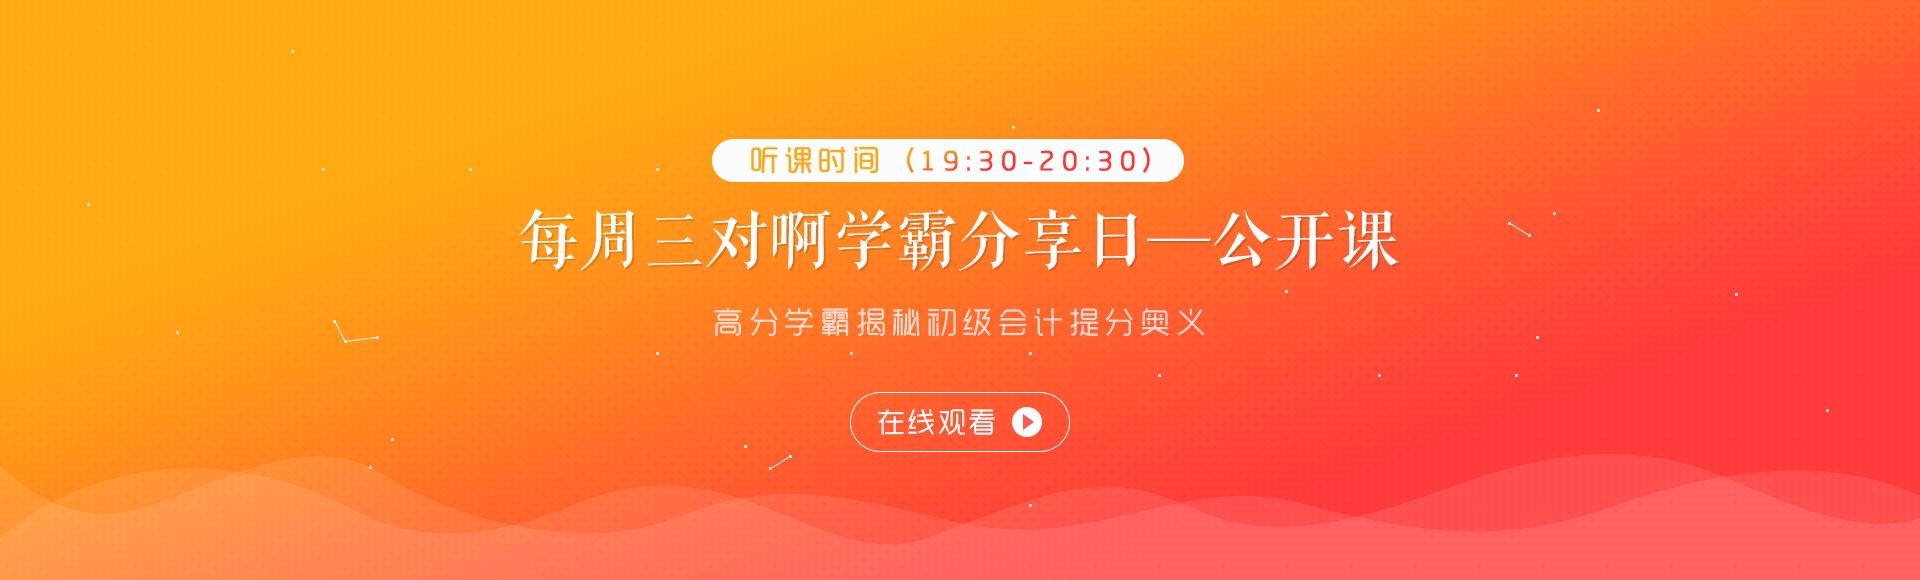 听课时间（19:30-20:30）
每周三对啊学霸分享日—公开课
高分学霸揭秘初级会计提分奥义
在线观看